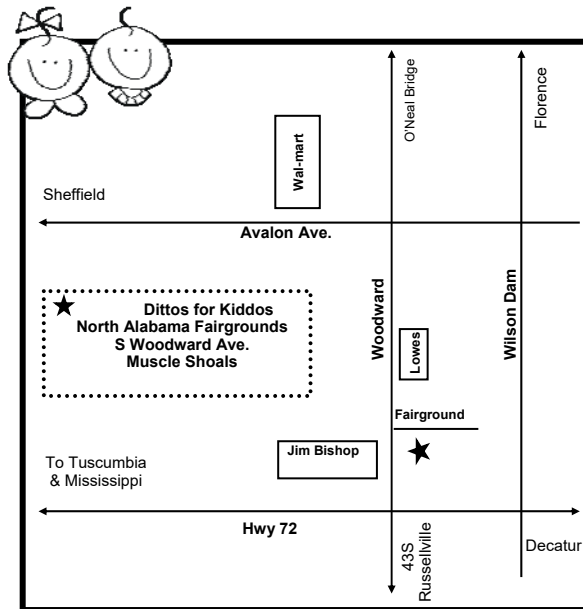 O'Neal Bridge
Florence
Wal-mart
Sheffield
Avalon Ave.
Dittos for Kiddos
North Alabama Fairgrounds
S Woodward Ave.
Muscle Shoals
Woodward
Lowes
Wilson Dam
Fairground
Jim Bishop
To Tuscumbia
& Mississippi
Hwy 72
43S
Russellville
Decatur